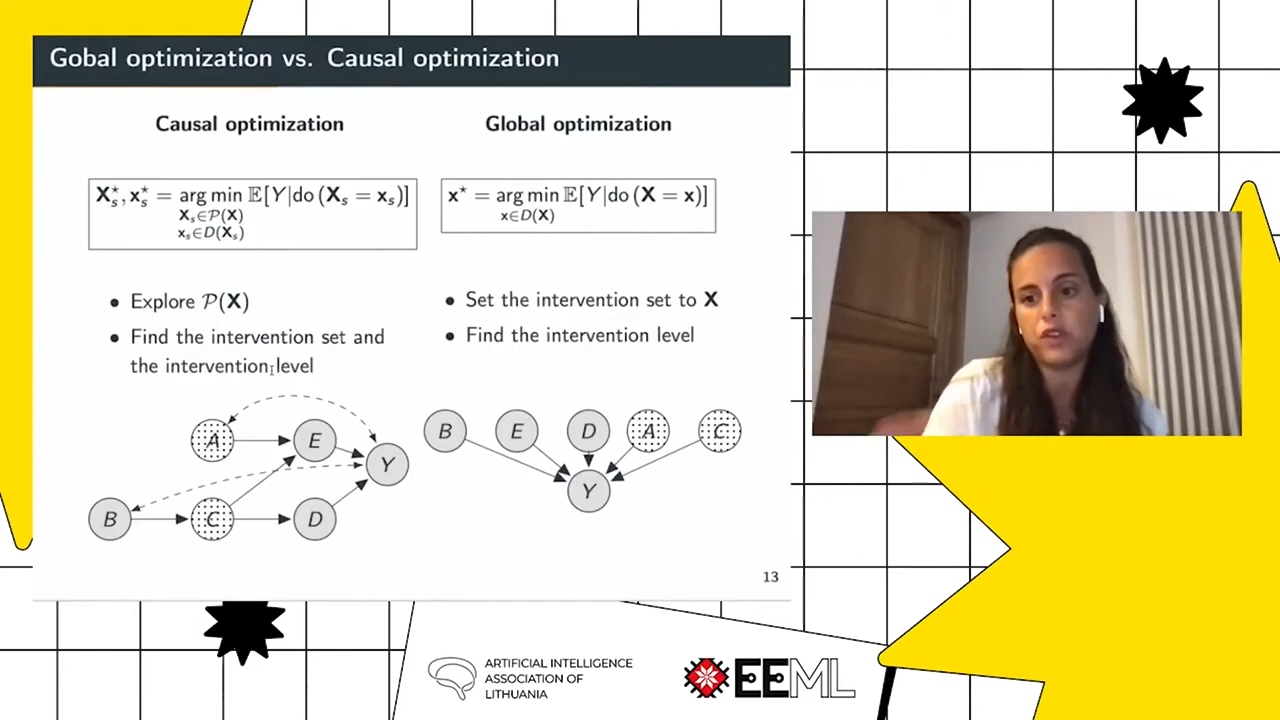 Gobal optimization vs. Causal optimization
Causal optimization
X⋆s, x⋆s = arg min E[Y|do (Xs = xs)]
Xs∈P(X)
xs∈D(Xs)
• Explore P(X)
• Find the intervention set and
the intervention level
A
E
Y
B
C
D
Global optimization
x⋆ = arg min E[Y|do (X = x)]
x∈D(X)
• Set the intervention set to X
• Find the intervention level
B E D A C
Y
13
ARTIFICIAL INTELLIGENCE
ASSOCIATION OF
LITHUANIA
EEML